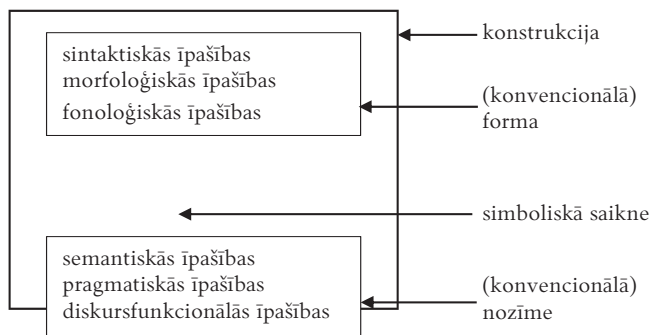 sintaktiskās īpašības
morfoloģiskās īpašības
fonoloģiskās īpašības
konstrukcija
(konvencionālā)
forma
simboliskā saikne
semantiskās īpašības
pragmatiskās īpašības
diskursfunkcionālās īpašības
(konvencionālā)
nozīme